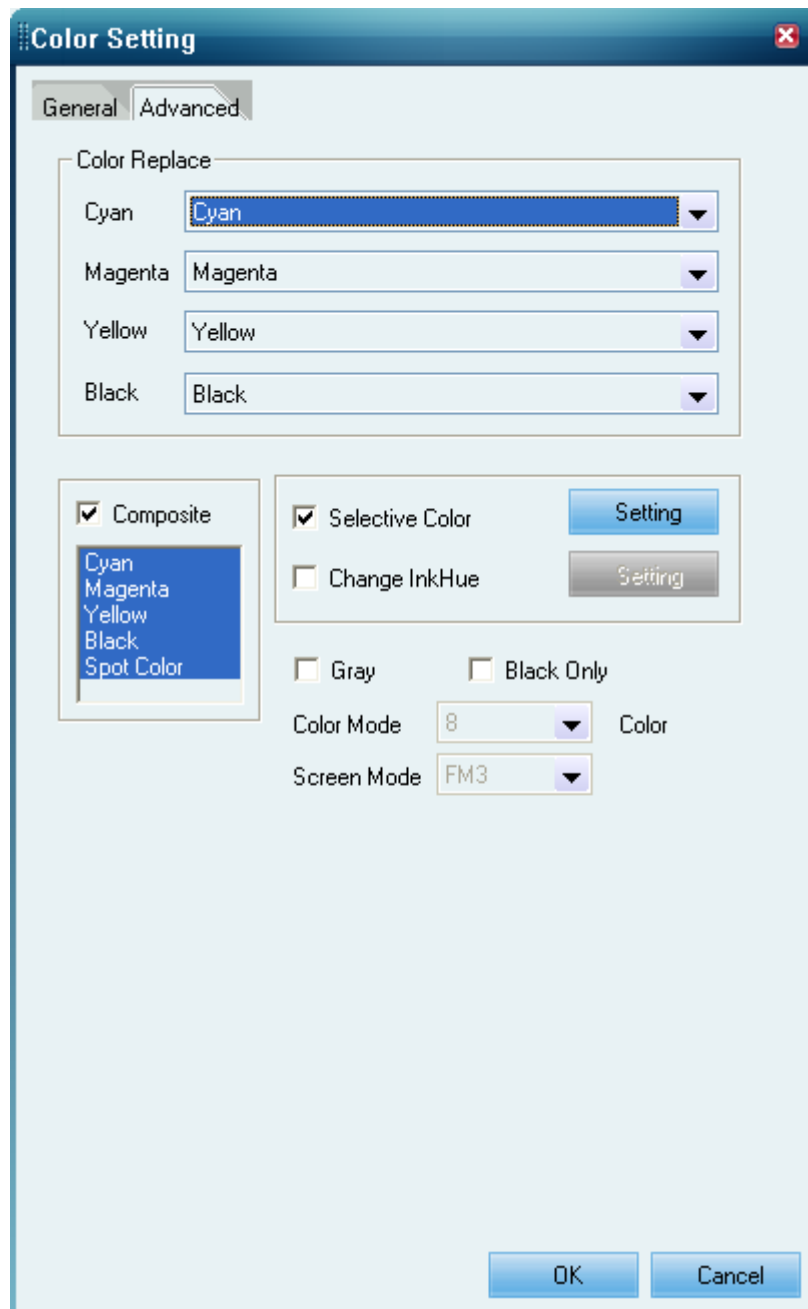 Color Setting
General Advanced
Color Replace
Cyan Cyan
Magenta Magenta
Yellow Yellow
Black Black
Composite
Cyan
Magenta
Yellow
Black
Spot Color
Selective Color Setting
Change InkHue Setting
Gray Black Only
Color Mode 8 Color
Screen Mode FM3
OK Cancel